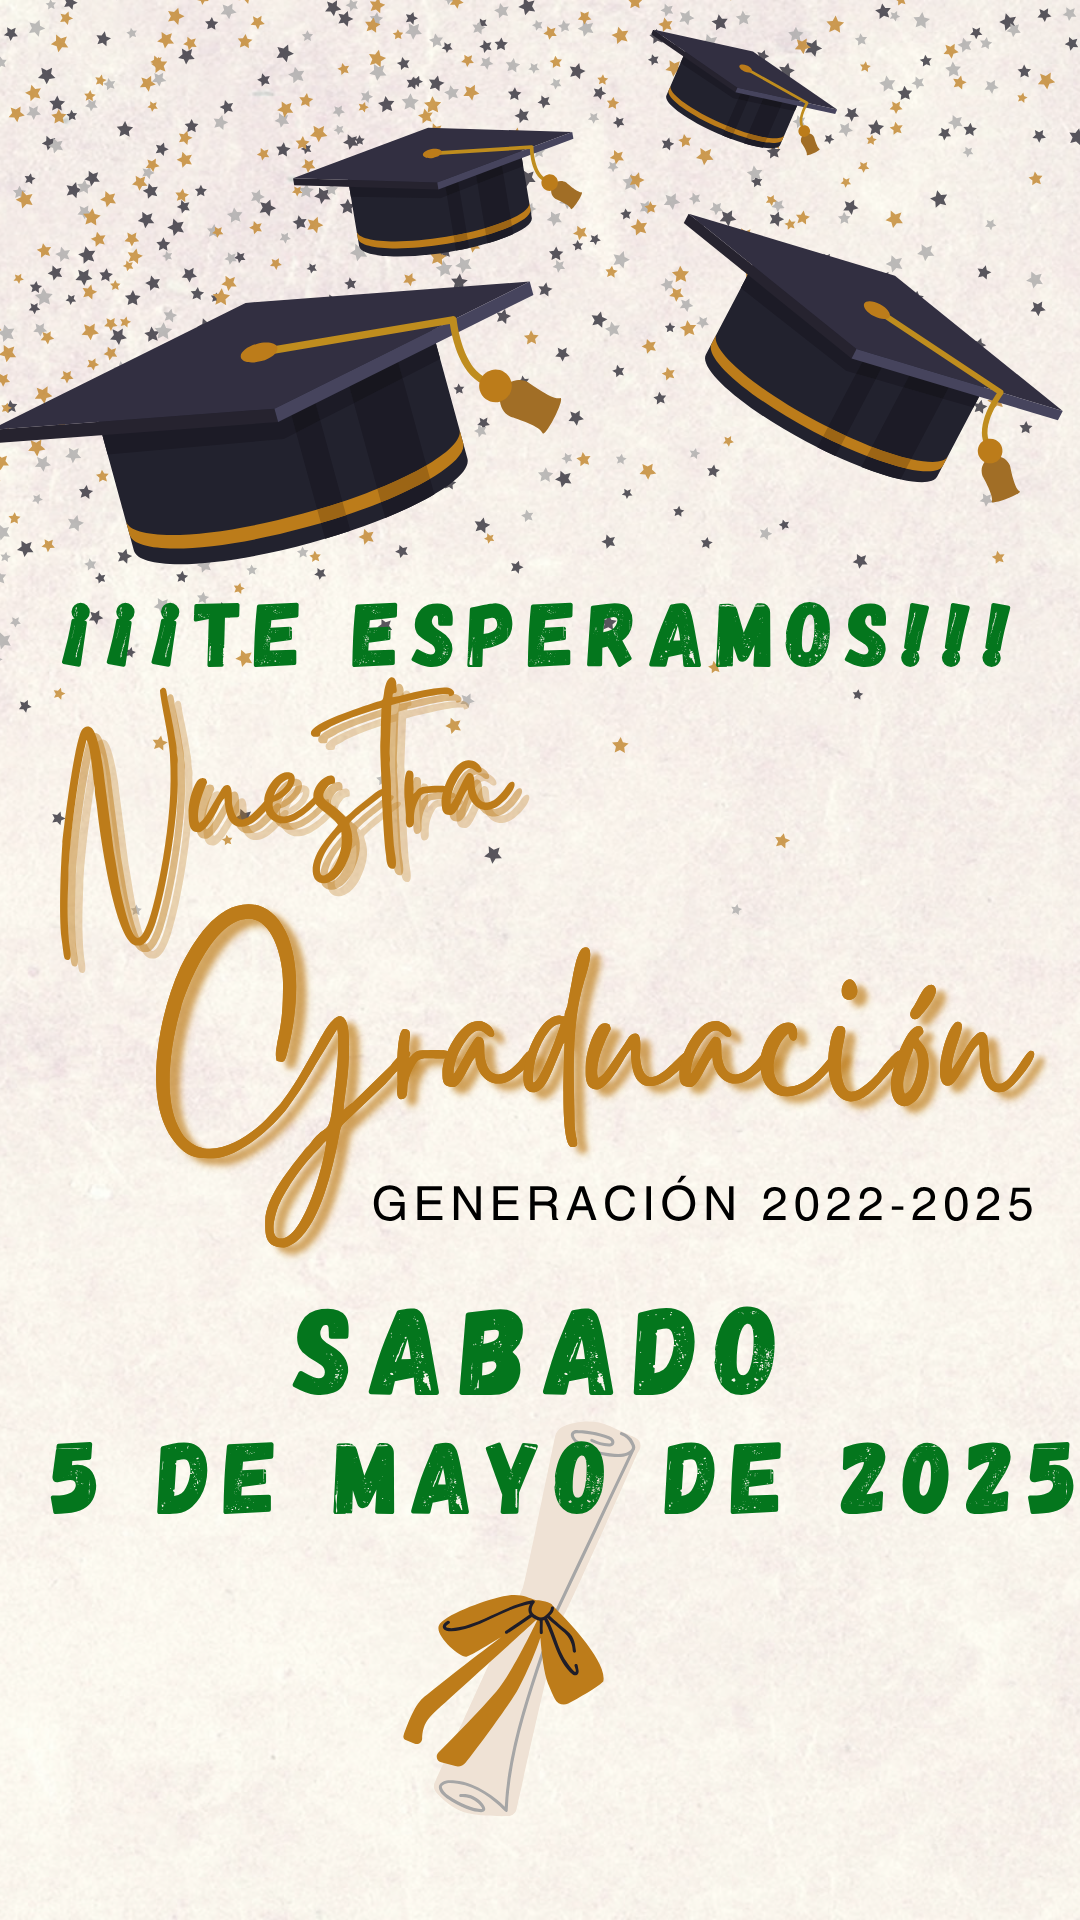 ¡¡¡TE ESPERAMOS!!!
Nuestra
Graduación
GENERACIÓN 2022-2025
SABADO
5 DE MAYO DE 2025